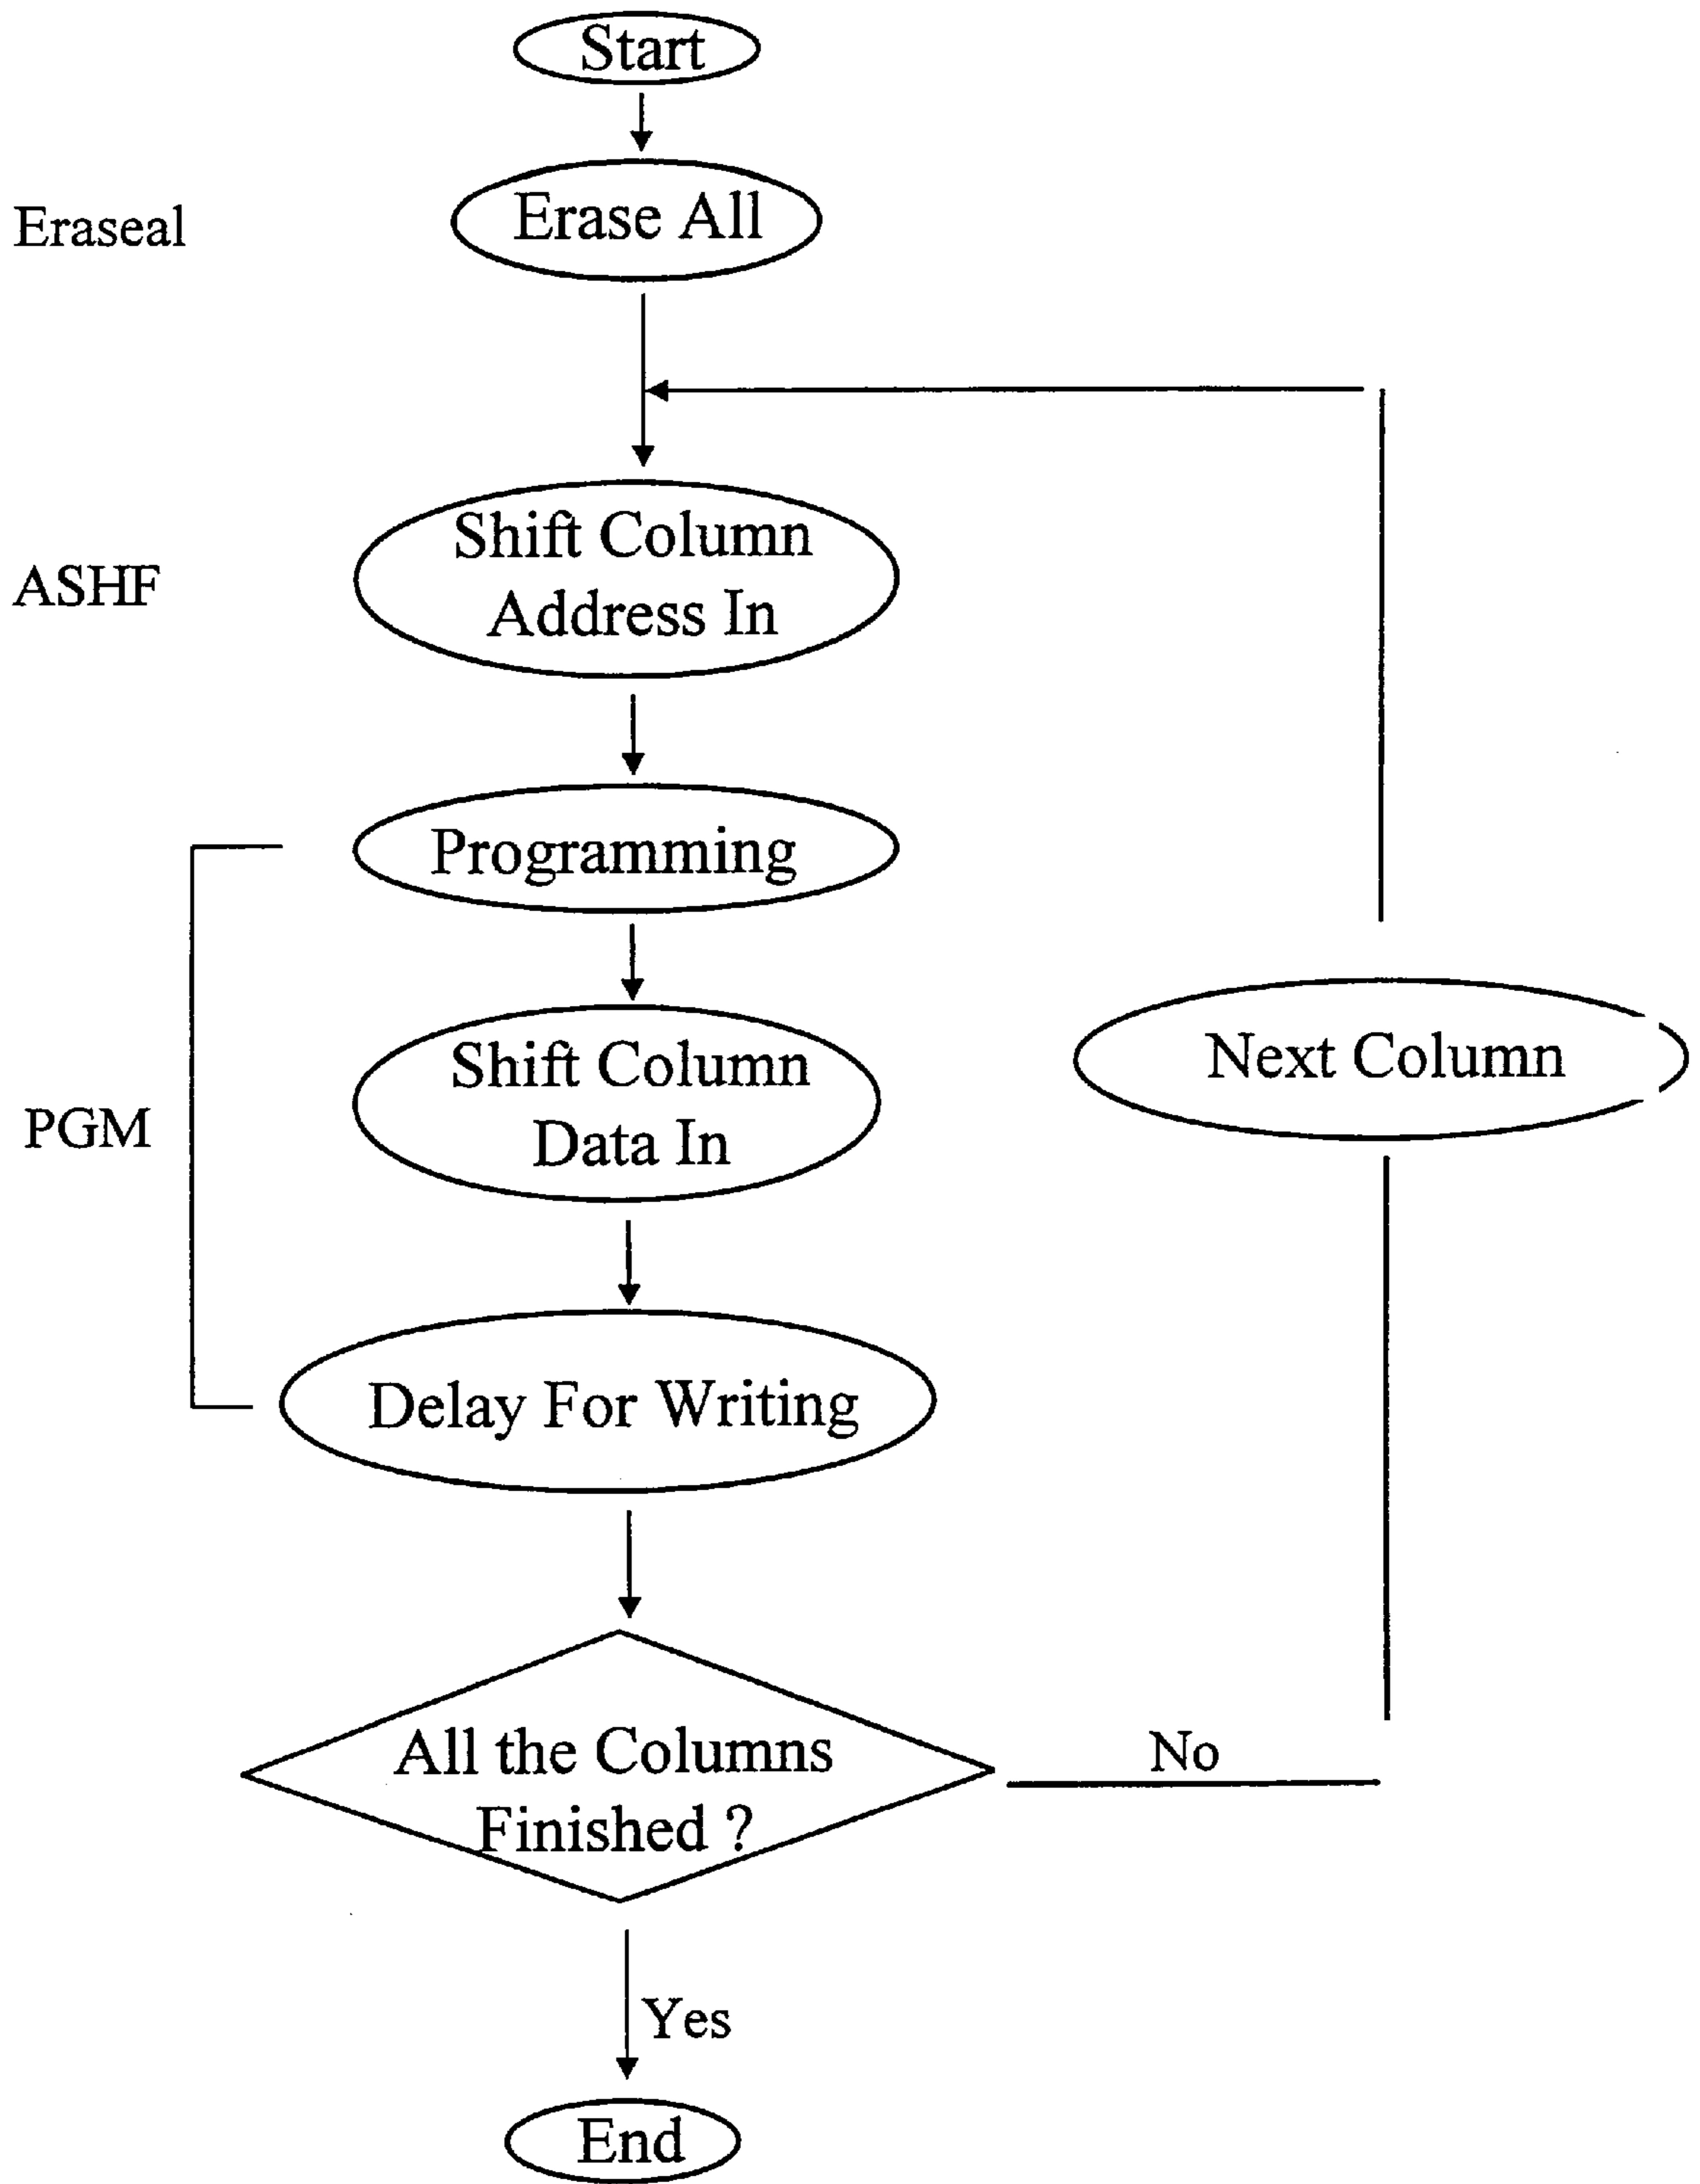 Start
Eraseal
Erase All
ASHF
Shift Column
Address In
Programming
PGM
Shift Column
Data In
Next Column
Delay For Writing
All the Columns
Finished ?
No
Yes
End